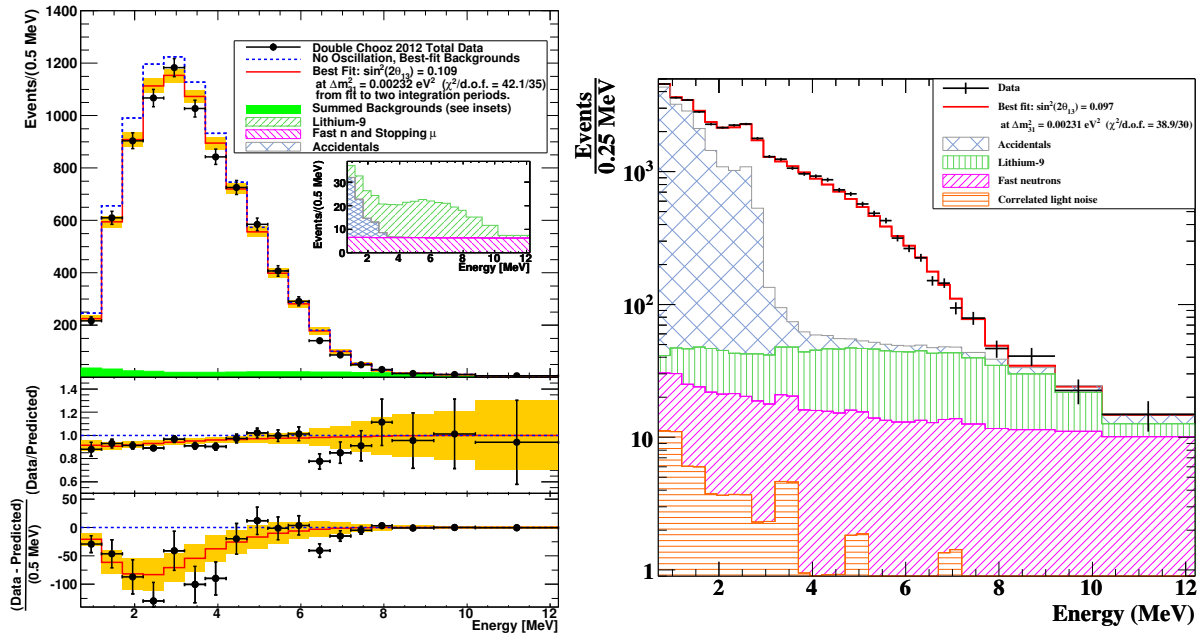 Events/(0.5 MeV)
1400
1200
1000
800
600
400
200
Double Chooz 2012 Total Data
No Oscillation, Best-fit Backgrounds
Best Fit: sin²(2θ₁₃) = 0.109
at Δm²₃₁ = 0.00232 eV² (χ²/d.o.f. = 42.1/35)
from fit to two integration periods.
Summed Backgrounds (see insets)
Lithium-9
Fast n and Stopping μ
Accidentals
Events/(0.5 MeV)
30
20
10
0
2 4 6 8 10 12
Energy [MeV]
(Data/Predicted)
1.4
1.2
1.0
0.8
0.6
(Data - Predicted)
(0.5 MeV)
50
0
-50
-100
2 4 6 8 10 12
Energy [MeV]
Events
0.25 MeV
10³
10²
10
1
Data
Best fit: sin²(2θ₁₃) = 0.097
at Δm²₃₁ = 0.00231 eV² (χ²/d.o.f. = 38.9/30)
Accidentals
Lithium-9
Fast neutrons
Correlated light noise
2 4 6 8 10 12
Energy (MeV)